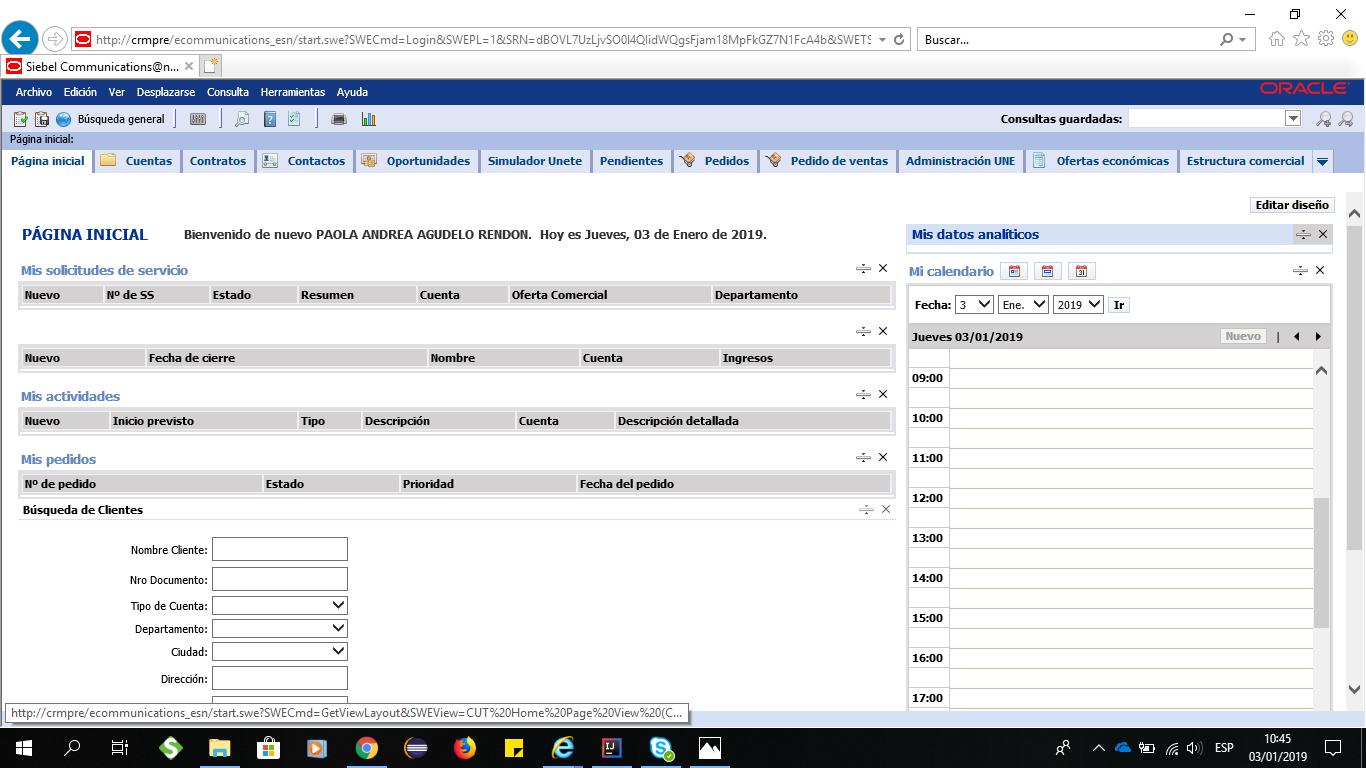 http://crmpre/ecommunications_esn/start.swe?SWECmd=Login&SWEPL=1&SRN=dBOVL7UzLjvSO0l4QlidWQgsFjam18MpFkGZ7N1FcA4b&SWETS
Buscar...
Siebel Communications@n...
Archivo Edición Ver Desplazarse Consulta Herramientas Ayuda
ORACLE
Búsqueda general
Consultas guardadas:
Página inicial:
Página inicial Cuentas Contratos Contactos Oportunidades Simulador Unete Pendientes Pedidos Pedido de ventas Administración UNE Ofertas económicas Estructura comercial
Editar diseño
PÁGINA INICIAL Bienvenido de nuevo PAOLA ANDREA AGUDELO RENDON. Hoy es Jueves, 03 de Enero de 2019.
Mis solicitudes de servicio
Nuevo Nº de SS Estado Resumen Cuenta Oferta Comercial Departamento
Nuevo Fecha de cierre Nombre Cuenta Ingresos
Mis actividades
Nuevo Inicio previsto Tipo Descripción Cuenta Descripción detallada
Mis pedidos
Nº de pedido Estado Prioridad Fecha del pedido
Búsqueda de Clientes
Nombre Cliente:
Nro Documento:
Tipo de Cuenta:
Departamento:
Ciudad:
Dirección:
Mis datos analíticos
Mi calendario 31
Fecha: 3 Ene. 2019 Ir
Jueves 03/01/2019 Nuevo |
09:00
10:00
11:00
12:00
13:00
14:00
15:00
16:00
17:00
http://crmpre/ecommunications_esn/start.swe?SWECmd=GetViewLayout&SWEView=CUT%20Home%20Page%20View%20(C...
ESP
10:45
03/01/2019